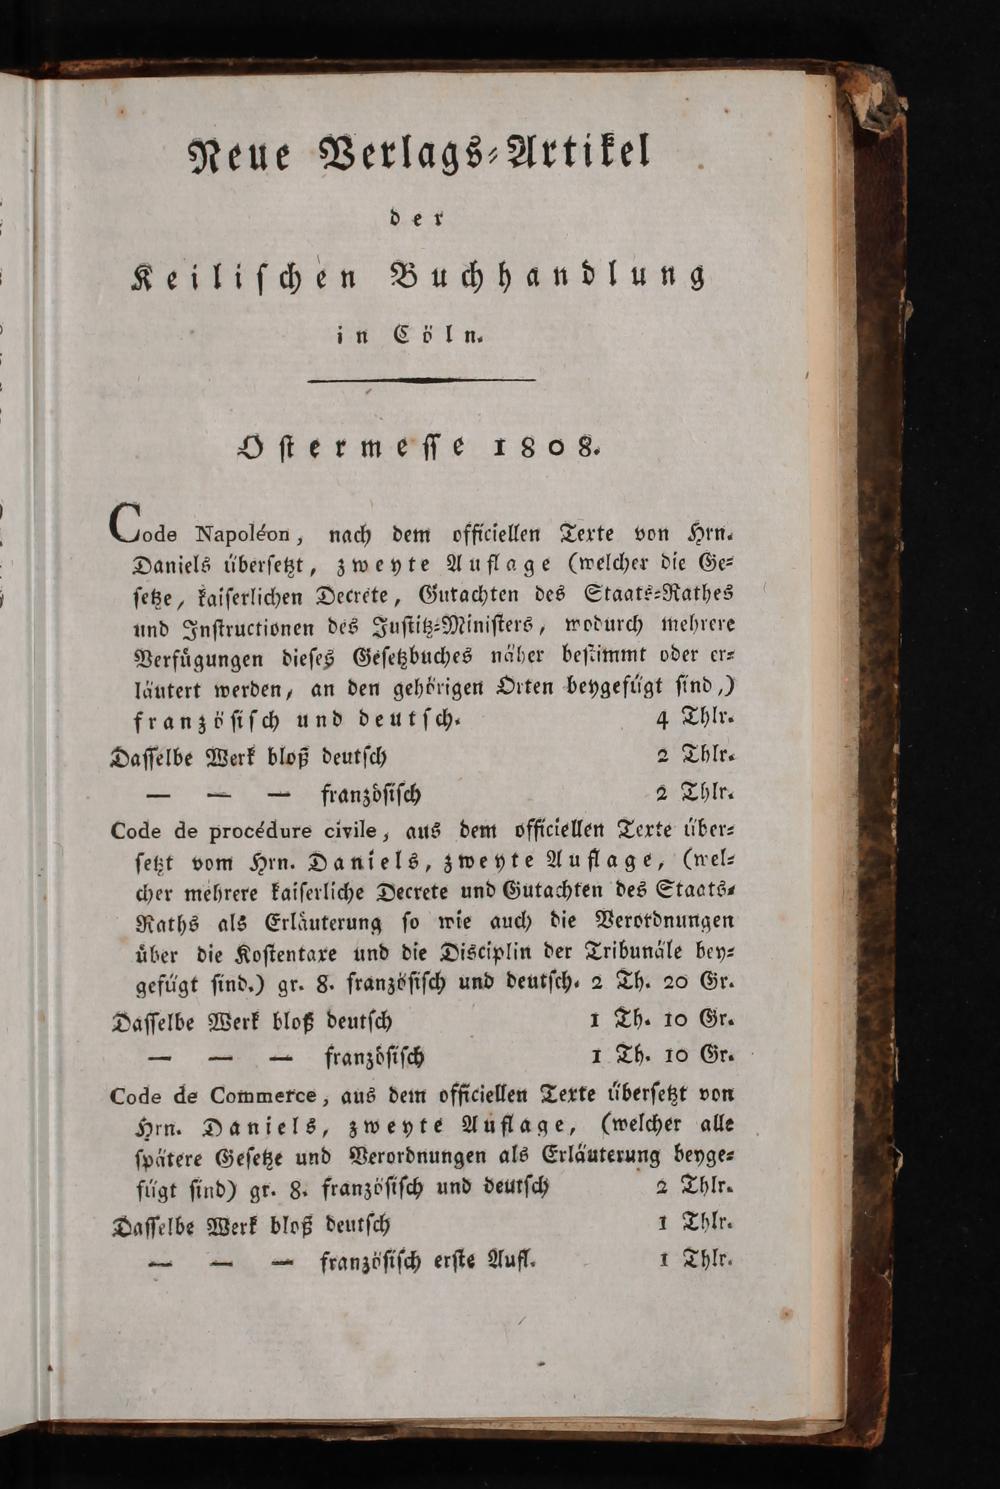 Neue Verlags-Artikel
der
Keilischen Buchhandlung
in Cöln.
Ostermesse 1808.
Code Napoléon, nach dem officiellen Texte von Hrn.
Daniels übersetzt, zweyte Auflage (welcher die Ge-
setze, kaiserlichen Decrete, Gutachten des Staats-Rathes
und Instructionen des Justitz-Ministers, wodurch mehrere
Verfügungen dieses Gesetzbuches näher bestimmt oder er-
läutert werden, an den gehörigen Orten beygefügt sind,)
französisch und deutsch. 4 Thlr.
Dasselbe Werk bloß deutsch 2 Thlr.
— — — französisch 2 Thlr.
Code de procédure civile, aus dem officiellen Texte über-
setzt vom Hrn. Daniels, zweyte Auflage, (wel-
cher mehrere kaiserliche Decrete und Gutachten des Staats-
Raths als Erläuterung so wie auch die Verordnungen
über die Kostentaxe und die Disciplin der Tribunäle bey-
gefügt sind.) gr. 8. französisch und deutsch. 2 Th. 20 Gr.
Dasselbe Werk bloß deutsch 1 Th. 10 Gr.
— — — französisch 1 Th. 10 Gr.
Code de Commerce, aus dem officiellen Texte übersetzt von
Hrn. Daniels, zweyte Auflage, (welcher alle
spätere Gesetze und Verordnungen als Erläuterung beyge-
fügt sind) gr. 8. französisch und deutsch 2 Thlr.
Dasselbe Werk bloß deutsch 1 Thlr.
— — — französisch erste Aufl. 1 Thlr.